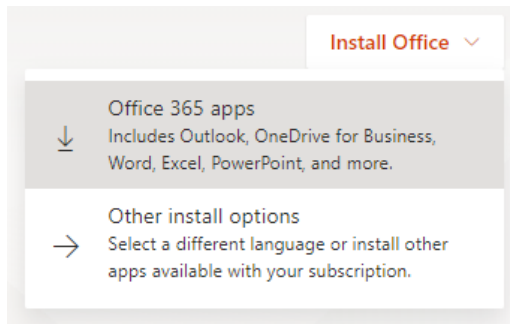 Install Office
Office 365 apps
Includes Outlook, OneDrive for Business,
Word, Excel, PowerPoint, and more.
Other install options
Select a different language or install other
apps available with your subscription.